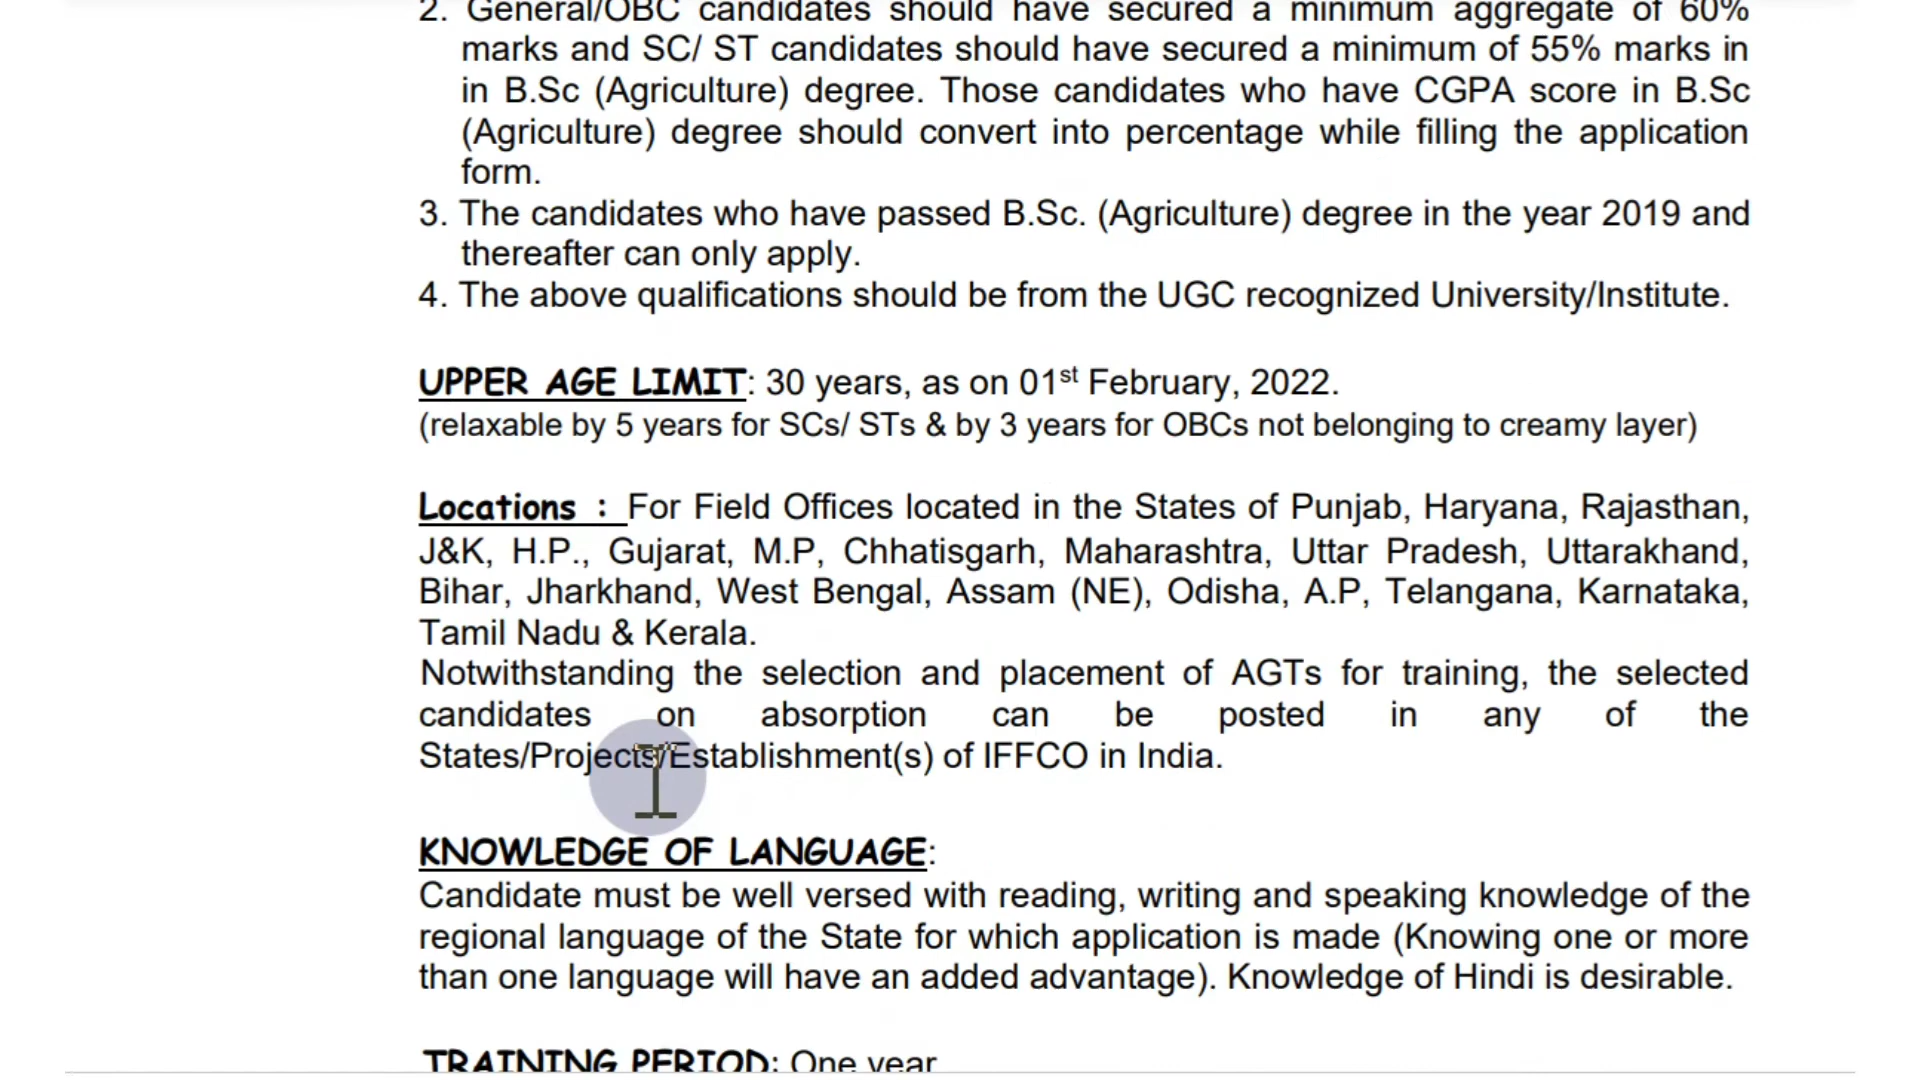 2. General/OBC candidates should have secured a minimum aggregate of 60%
marks and SC/ ST candidates should have secured a minimum of 55% marks in
in B.Sc (Agriculture) degree. Those candidates who have CGPA score in B.Sc
(Agriculture) degree should convert into percentage while filling the application
form.
3. The candidates who have passed B.Sc. (Agriculture) degree in the year 2019 and
thereafter can only apply.
4. The above qualifications should be from the UGC recognized University/Institute.
UPPER AGE LIMIT: 30 years, as on 01st February, 2022.
(relaxable by 5 years for SCs/ STs & by 3 years for OBCs not belonging to creamy layer)
Locations : For Field Offices located in the States of Punjab, Haryana, Rajasthan,
J&K, H.P., Gujarat, M.P, Chhatisgarh, Maharashtra, Uttar Pradesh, Uttarakhand,
Bihar, Jharkhand, West Bengal, Assam (NE), Odisha, A.P, Telangana, Karnataka,
Tamil Nadu & Kerala.
Notwithstanding the selection and placement of AGTs for training, the selected
candidates on absorption can be posted in any of the
States/Projects/Establishment(s) of IFFCO in India.
KNOWLEDGE OF LANGUAGE:
Candidate must be well versed with reading, writing and speaking knowledge of the
regional language of the State for which application is made (Knowing one or more
than one language will have an added advantage). Knowledge of Hindi is desirable.
TRAINING PERIOD: One year